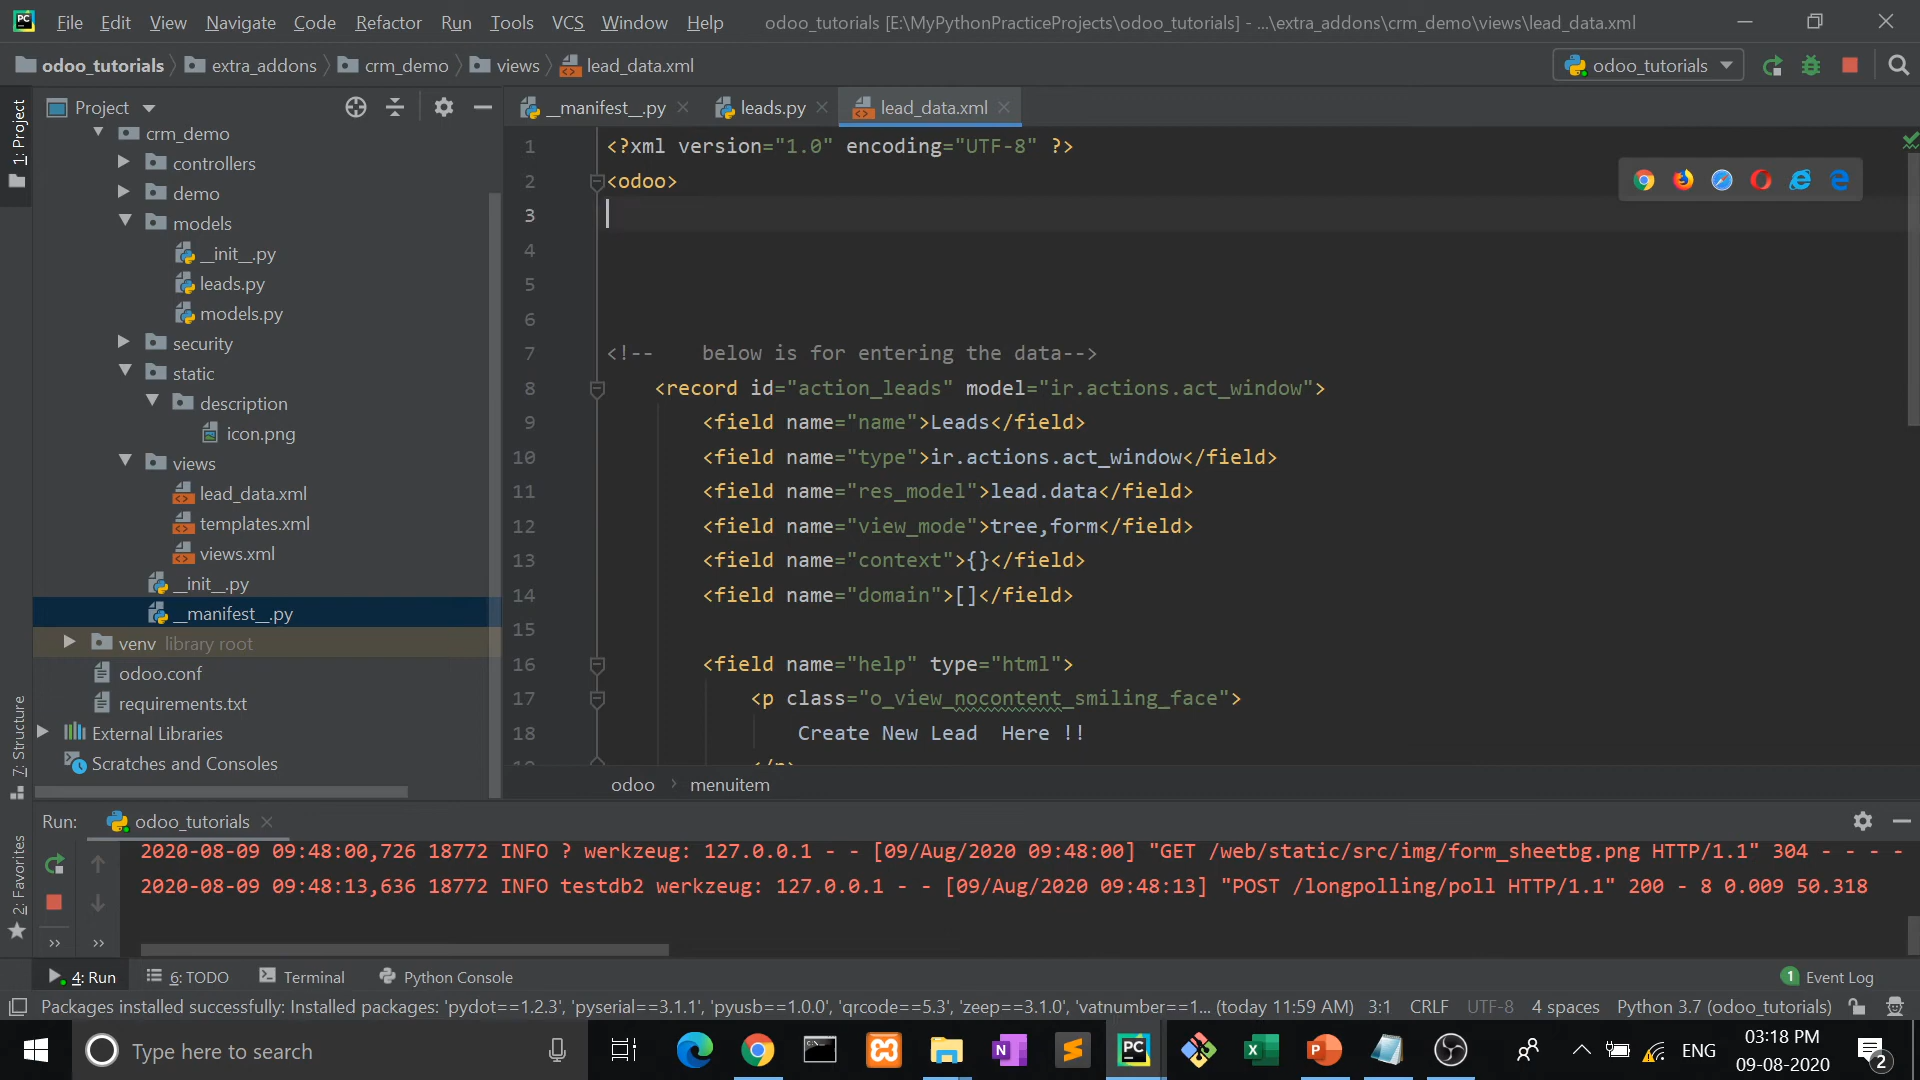 File Edit View Navigate Code Refactor Run Tools VCS Window Help odoo_tutorials [E:\MyPythonPracticeProjects\odoo_tutorials] - ...\extra_addons\crm_demo\views\lead_data.xml
odoo_tutorials extra_addons crm_demo views lead_data.xml odoo_tutorials
1: Project
Project
crm_demo
controllers
demo
models
__init__.py
leads.py
models.py
security
static
description
icon.png
views
lead_data.xml
templates.xml
views.xml
__init__.py
__manifest__.py
venv library root
odoo.conf
requirements.txt
External Libraries
Scratches and Consoles
7: Structure
2: Favorites
__manifest__.py leads.py lead_data.xml
1 <?xml version="1.0" encoding="UTF-8" ?>
2 <odoo>
3
4
5
6
7 <!-- below is for entering the data-->
8 <record id="action_leads" model="ir.actions.act_window">
9 <field name="name">Leads</field>
10 <field name="type">ir.actions.act_window</field>
11 <field name="res_model">lead.data</field>
12 <field name="view_mode">tree,form</field>
13 <field name="context">{}</field>
14 <field name="domain">[]</field>
15
16 <field name="help" type="html">
17 <p class="o_view_nocontent_smiling_face">
18 Create New Lead Here !!
odoo menuitem
Run: odoo_tutorials
2020-08-09 09:48:00,726 18772 INFO ? werkzeug: 127.0.0.1 - - [09/Aug/2020 09:48:00] "GET /web/static/src/img/form_sheetbg.png HTTP/1.1" 304 - - - -
2020-08-09 09:48:13,636 18772 INFO testdb2 werkzeug: 127.0.0.1 - - [09/Aug/2020 09:48:13] "POST /longpolling/poll HTTP/1.1" 200 - 8 0.009 50.318
4: Run 6: TODO Terminal Python Console 1 Event Log
Packages installed successfully: Installed packages: 'pydot==1.2.3', 'pyserial==3.1.1', 'pyusb==1.0.0', 'qrcode==5.3', 'zeep==3.1.0', 'vatnumber==1... (today 11:59 AM) 3:1 CRLF UTF-8 4 spaces Python 3.7 (odoo_tutorials)
Type here to search ENG 03:18 PM
09-08-2020 2